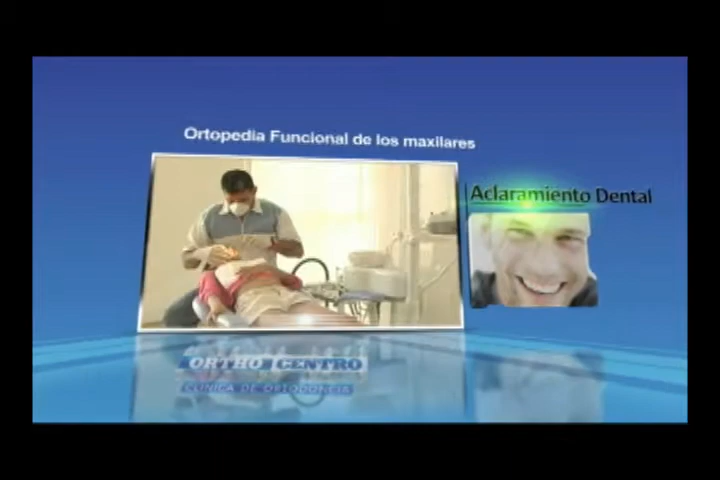 Ortopedia Funcional de los maxilares
Aclaramiento Dental
ORTHO CENTRO
CLINICA DE ORTODONCIA